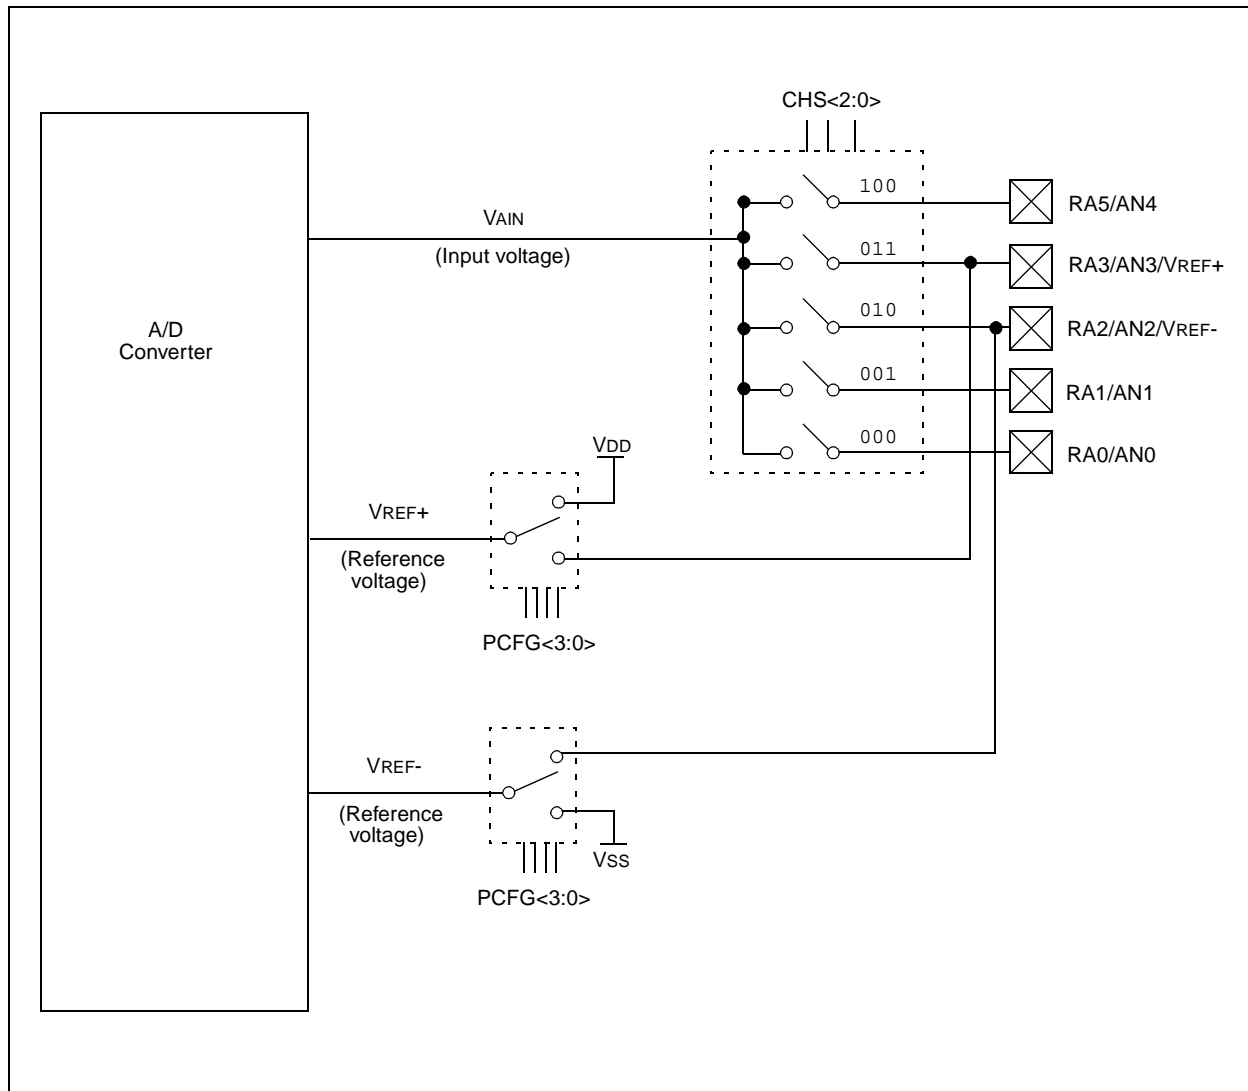 CHS<2:0>
100
RA5/AN4
VAIN
(Input voltage)
011
RA3/AN3/VREF+
010
RA2/AN2/VREF-
A/D
Converter
001
RA1/AN1
000
RA0/AN0
VDD
VREF+
(Reference
voltage)
PCFG<3:0>
VREF-
(Reference
voltage)
VSS
PCFG<3:0>